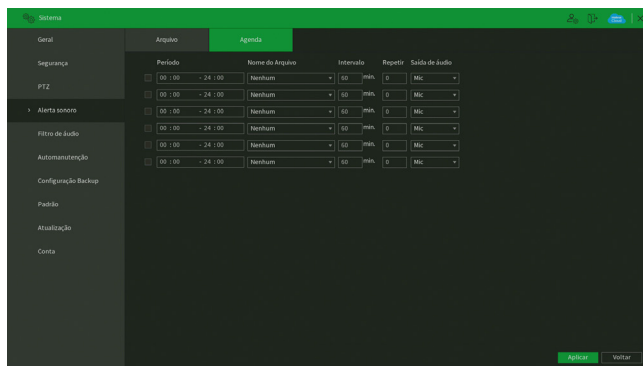 Sistema
Geral
Segurança
PTZ
Alerta sonoro
Filtro de áudio
Automanutenção
Configuração Backup
Padrão
Atualização
Conta
Arquivo Agenda
Período Nome do Arquivo Intervalo Repetir Saída de áudio
00 : 00 - 24 : 00 Nenhum 60 min. 0 Mic
00 : 00 - 24 : 00 Nenhum 60 min. 0 Mic
00 : 00 - 24 : 00 Nenhum 60 min. 0 Mic
00 : 00 - 24 : 00 Nenhum 60 min. 0 Mic
00 : 00 - 24 : 00 Nenhum 60 min. 0 Mic
00 : 00 - 24 : 00 Nenhum 60 min. 0 Mic
Aplicar Voltar